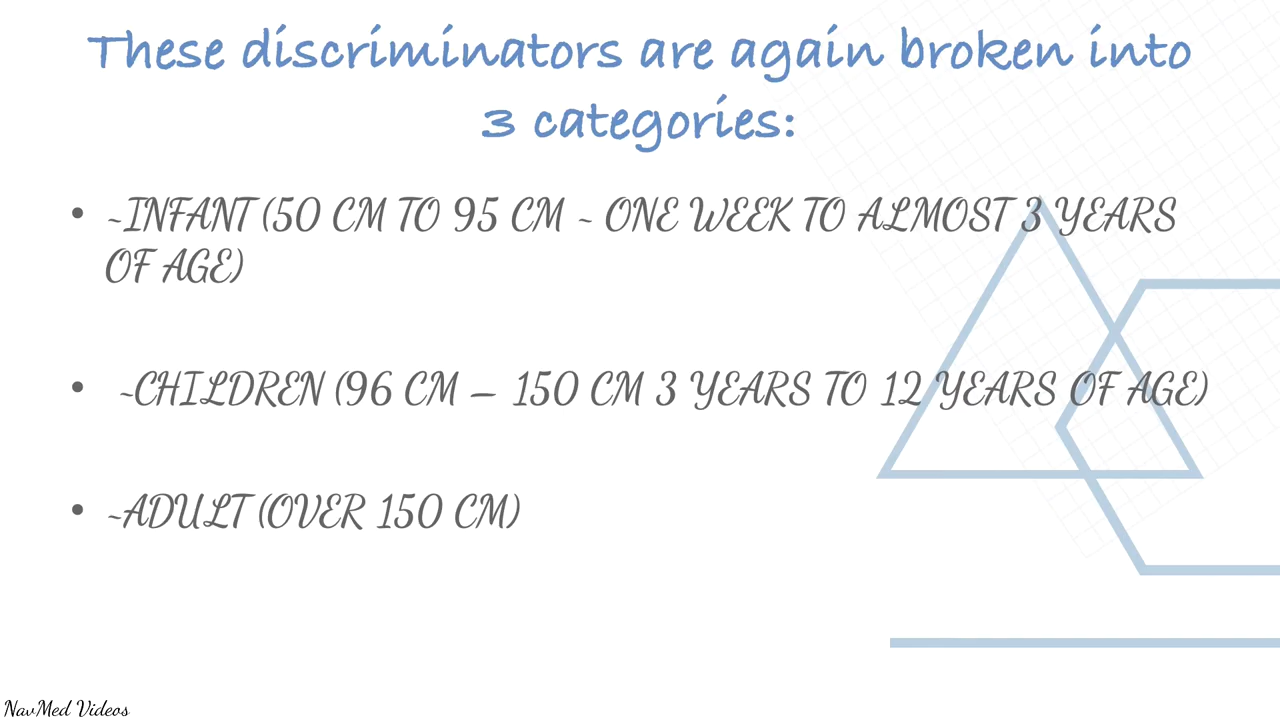 These discriminators are again broken into
3 categories:
• ~INFANT (50 CM TO 95 CM ~ ONE WEEK TO ALMOST 3 YEARS
OF AGE)
• ~CHILDREN (96 CM – 150 CM 3 YEARS TO 12 YEARS OF AGE)
• ~ADULT (OVER 150 CM)
NavMed Videos